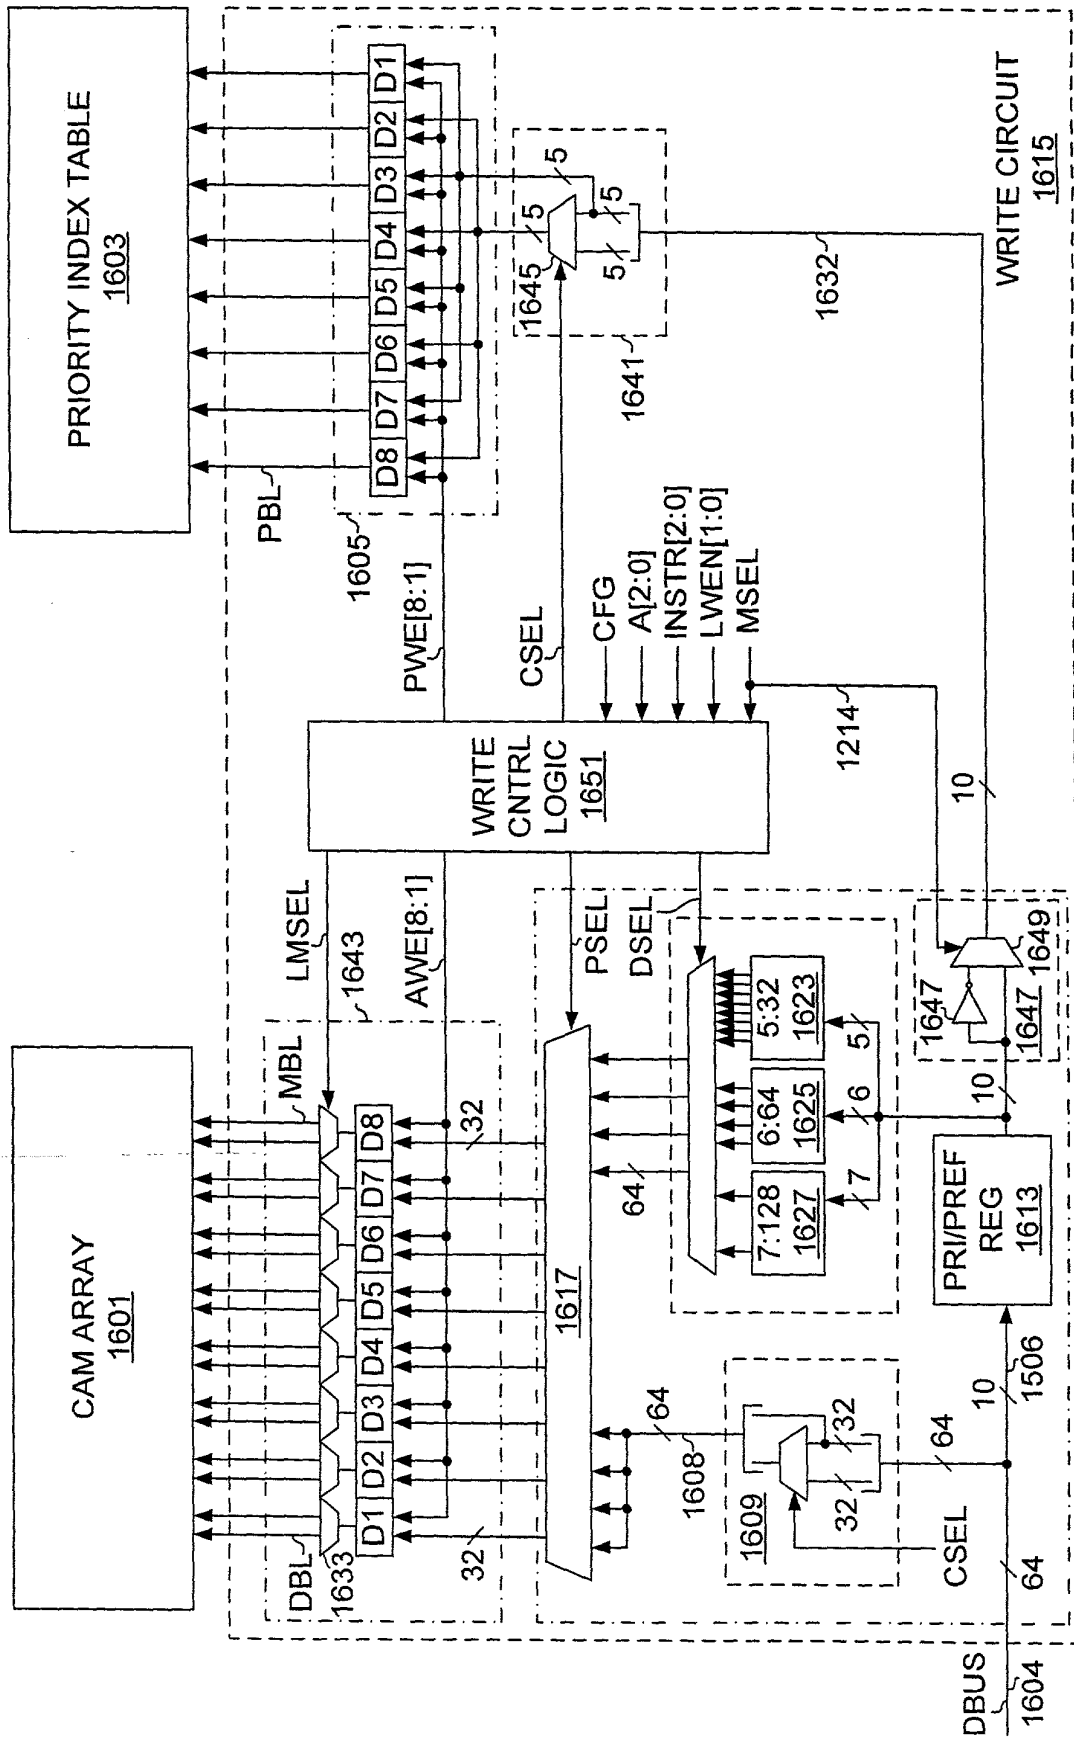 CAM ARRAY
1601
PRIORITY INDEX TABLE
1603
DBL
1633
MBL
1643
LMSEL
AWE[8:1]
D1
D2
D3
D4
D5
D6
D7
D8
32
32
PBL
1605
PWE[8:1]
D8
D7
D6
D5
D4
D3
D2
D1
WRITE
CNTRL
LOGIC
1651
CSEL
CFG
A[2:0]
INSTR[2:0]
LWEN[1:0]
MSEL
1645
1641
5
5
5
5
1617
PSEL
DSEL
64
64
1608
1609
32
32
64
CSEL
7:128
1627
6:64
1625
5:32
1623
7
6
5
PRI/PREF
REG
1613
10
1506
10
1647
1647
1649
1214
10
1632
WRITE CIRCUIT
1615
DBUS
1604
64